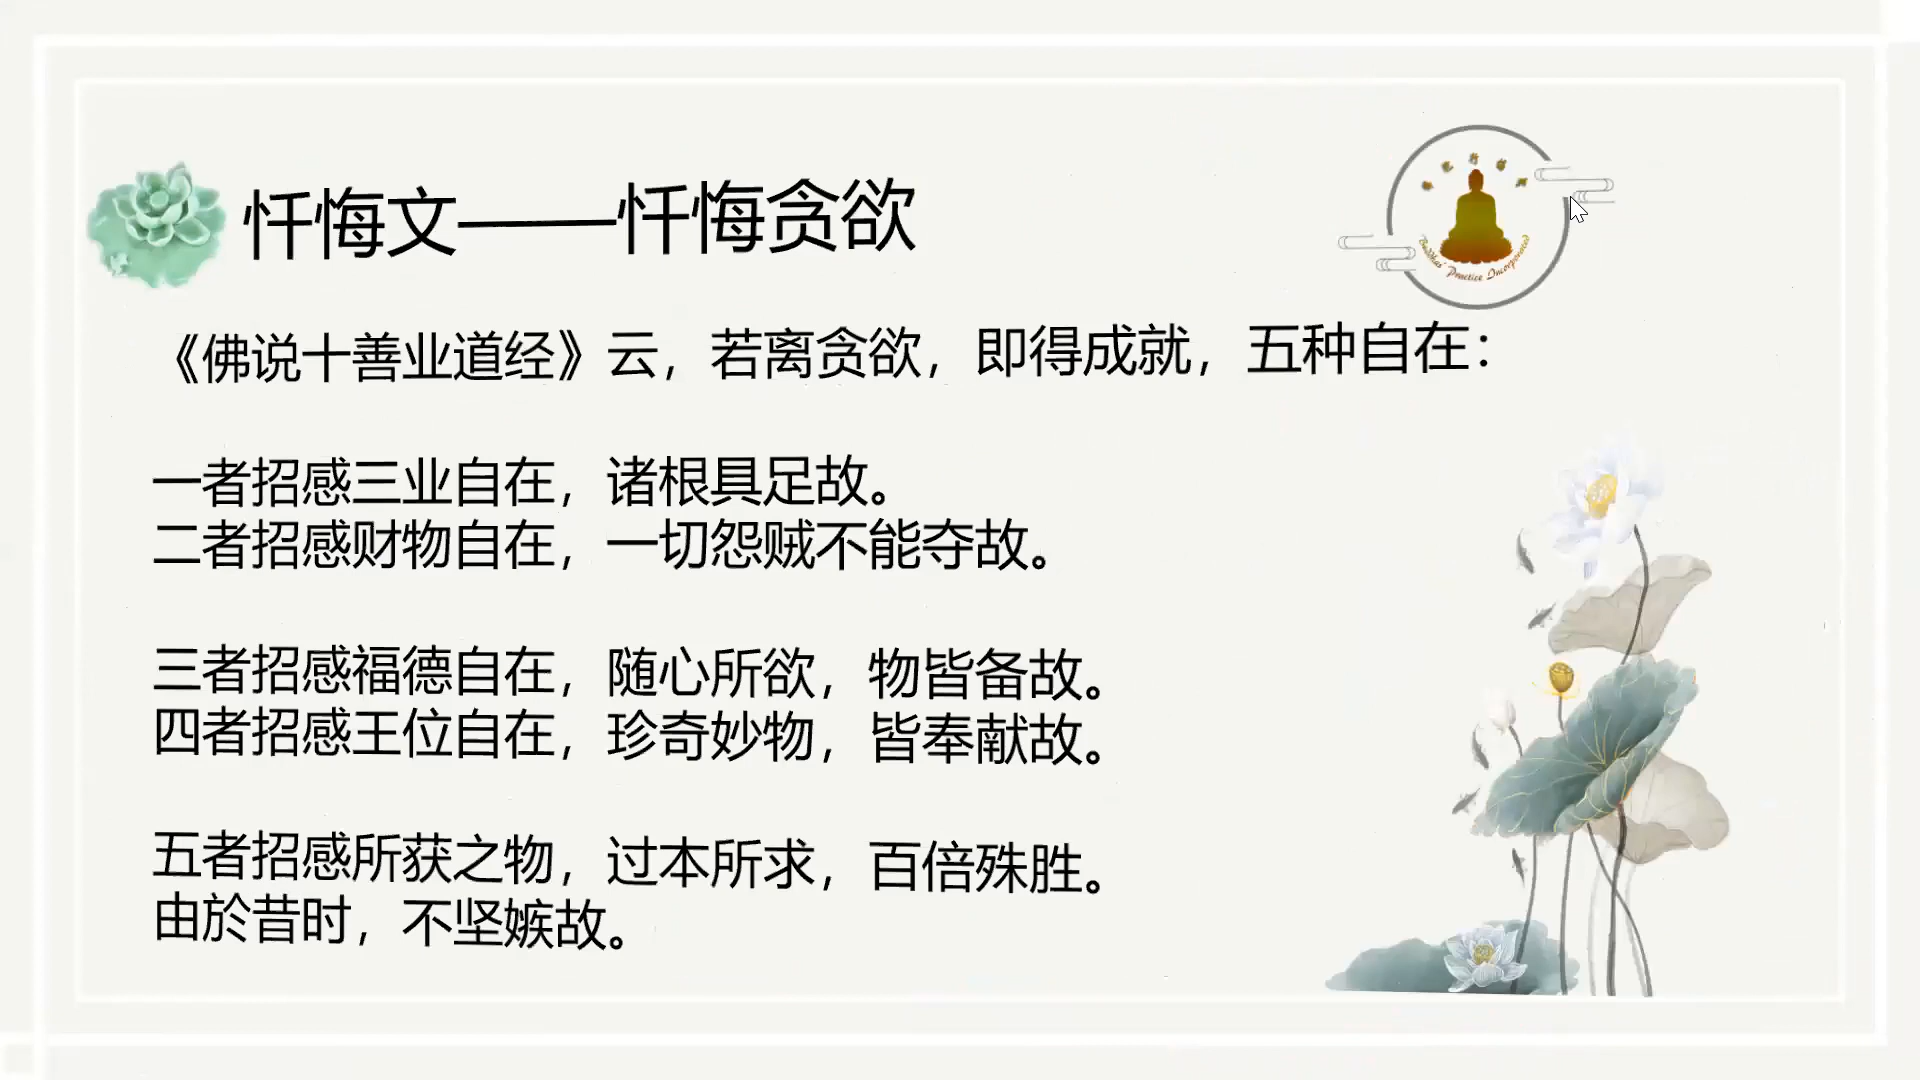 忏悔文——忏悔贪欲
《佛说十善业道经》云，若离贪欲，即得成就，五种自在：
一者招感三业自在，诸根具足故。
二者招感财物自在，一切怨贼不能夺故。
三者招感福德自在，随心所欲，物皆备故。
四者招感王位自在，珍奇妙物，皆奉献故。
五者招感所获之物，过本所求，百倍殊胜。
由於昔时，不坚嫉故。
Buddhas' Practice Incorporated